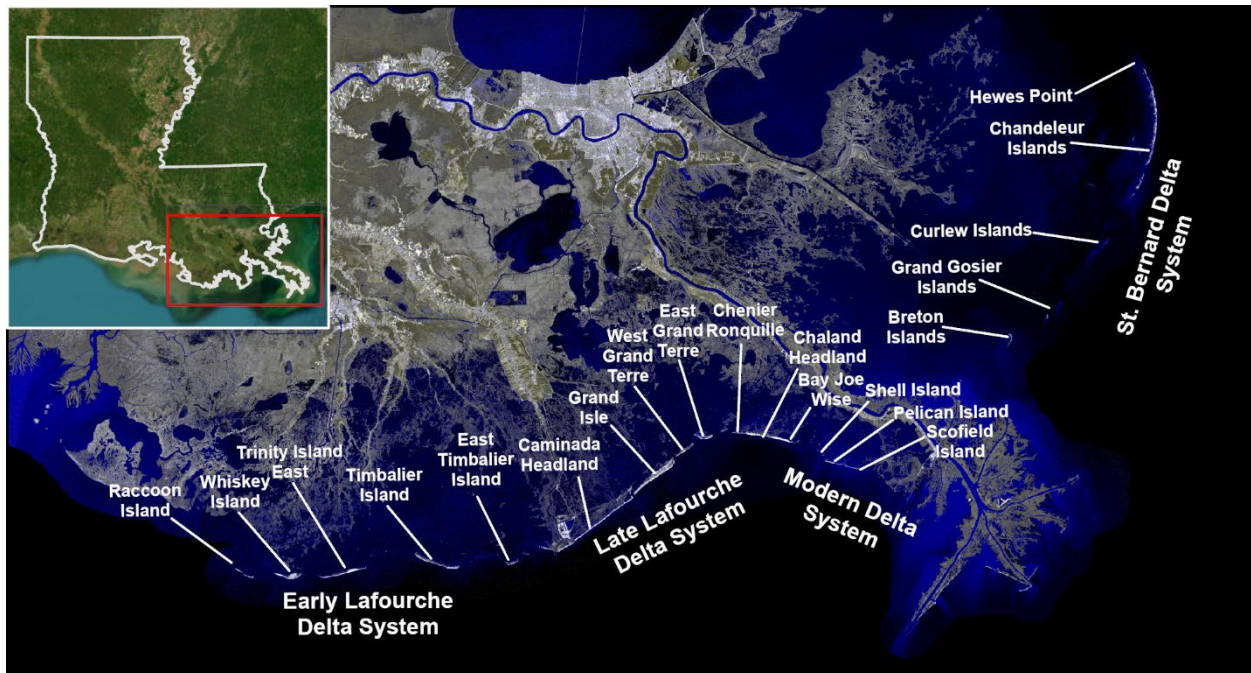 Hewes Point
Chandeleur
Islands
St. Bernard Delta
System
Curlew Islands
Grand Gosier
Islands
Breton
Islands
East
Grand
Terre
Chenier
Ronquille
West
Grand
Terre
Chaland
Headland
Bay Joe
Wise
Shell Island
Pelican Island
Scofield
Island
Grand
Isle
Caminada
Headland
East
Timbalier
Island
Timbalier
Island
Trinity Island
East
Whiskey
Island
Raccoon
Island
Modern Delta
System
Late Lafourche
Delta System
Early Lafourche
Delta System